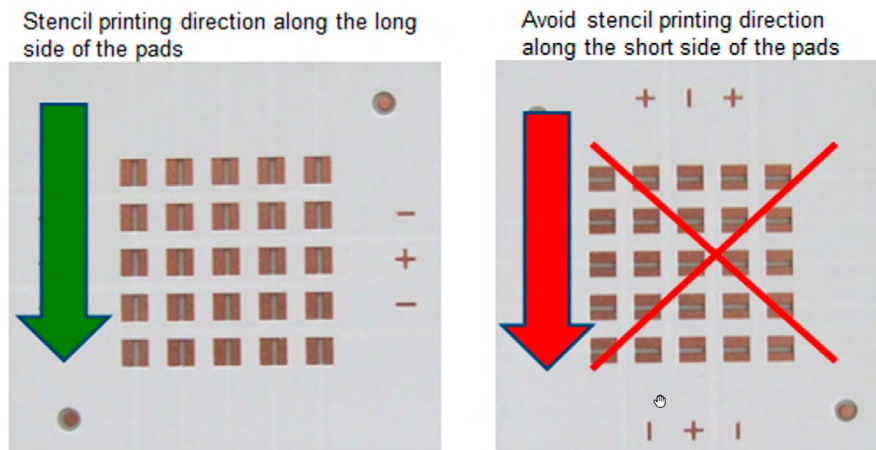 Stencil printing direction along the long
side of the pads
Avoid stencil printing direction
along the short side of the pads
+ − +
−
+
−
− + −